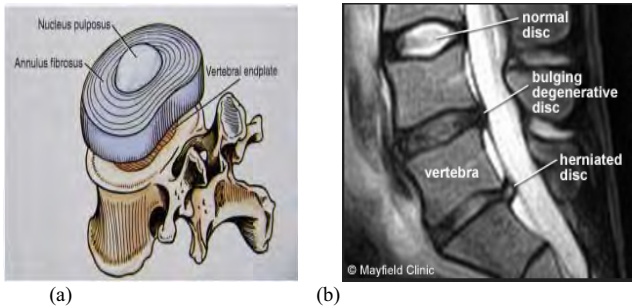 Nucleus pulposus
Annulus fibrosus
Vertebral endplate
(a)
normal
disc
bulging
degenerative
disc
herniated
disc
vertebra
© Mayfield Clinic
(b)